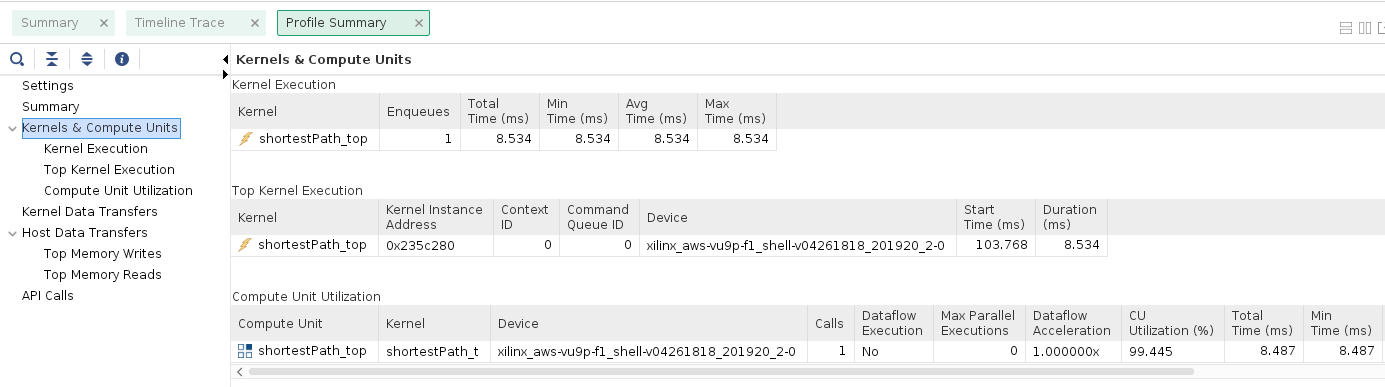 Summary
Timeline Trace
Profile Summary
Kernels & Compute Units
Settings
Summary
Kernels & Compute Units
Kernel Execution
Top Kernel Execution
Compute Unit Utilization
Kernel Data Transfers
Host Data Transfers
Top Memory Writes
Top Memory Reads
API Calls
Kernel Execution
Kernel Enqueues Total Time (ms) Min Time (ms) Avg Time (ms) Max Time (ms)
shortestPath_top 1 8.534 8.534 8.534 8.534
Top Kernel Execution
Kernel Kernel Instance Address Context ID Command Queue ID Device Start Time (ms) Duration (ms)
shortestPath_top 0x235c280 0 0 xilinx_aws-vu9p-f1_shell-v04261818_201920_2-0 103.768 8.534
Compute Unit Utilization
Compute Unit Kernel Device Calls Dataflow Execution Max Parallel Executions Dataflow Acceleration CU Utilization (%) Total Time (ms) Min Time (ms)
shortestPath_top shortestPath_t xilinx_aws-vu9p-f1_shell-v04261818_201920_2-0 1 No 0 1.000000x 99.445 8.487 8.487